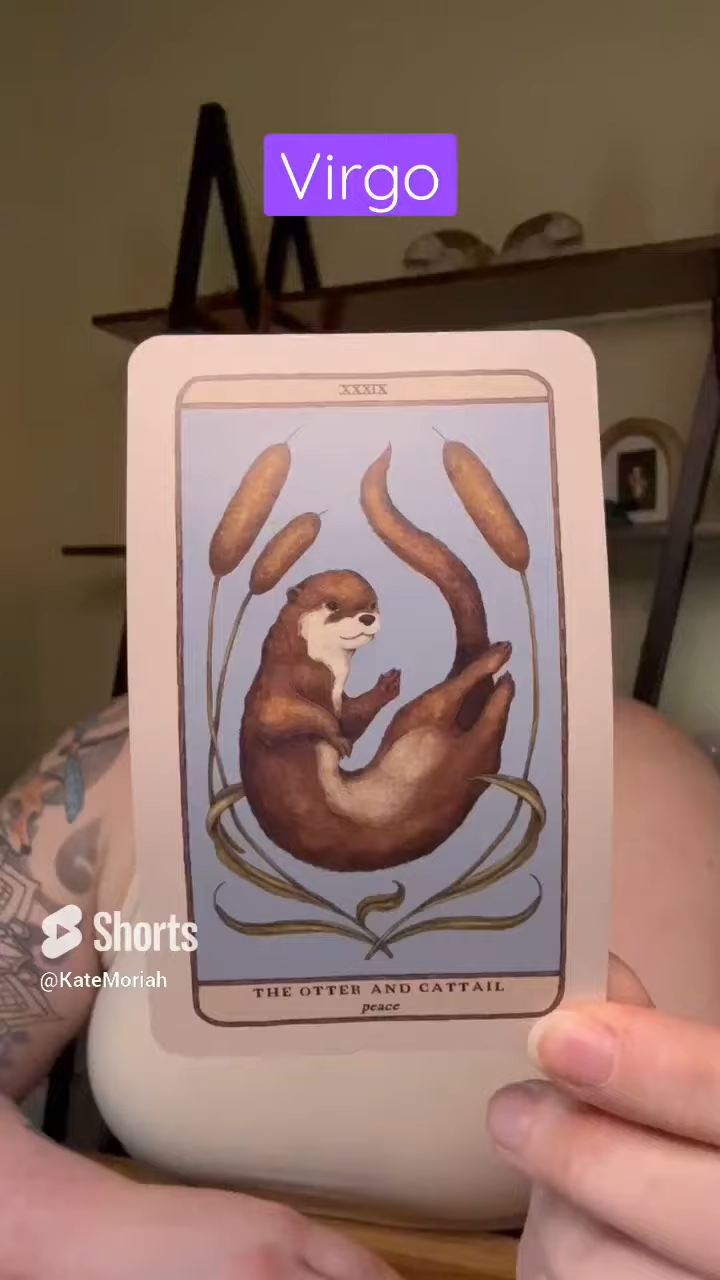 Virgo
XXXIX
Shorts
@KateMoriah
THE OTTER AND CATTAIL
peace